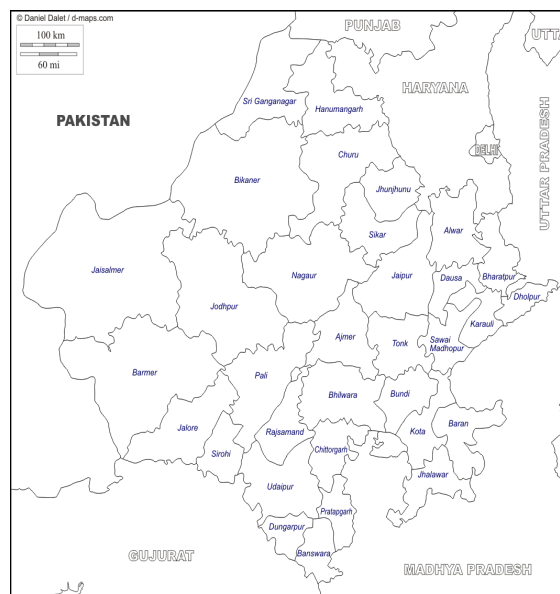 © Daniel Dalet / d-maps.com
100 km
60 mi
PUNJAB
UTTA
HARYANA
Sri Ganganagar
Hanumangarh
PAKISTAN
DELHI
UTTAR PRADESH
Churu
Bikaner
Jhunjhunu
Sikar
Alwar
Jaisalmer
Nagaur
Jaipur
Dausa
Bharatpur
Dholpur
Jodhpur
Karauli
Ajmer
Tonk
Sawai
Madhopur
Barmer
Pali
Bhilwara
Bundi
Baran
Jalore
Rajsamand
Kota
Sirohi
Chittorgarh
Jhalawar
Udaipur
Pratapgarh
Dungarpur
Banswara
GUJURAT
MADHYA PRADESH